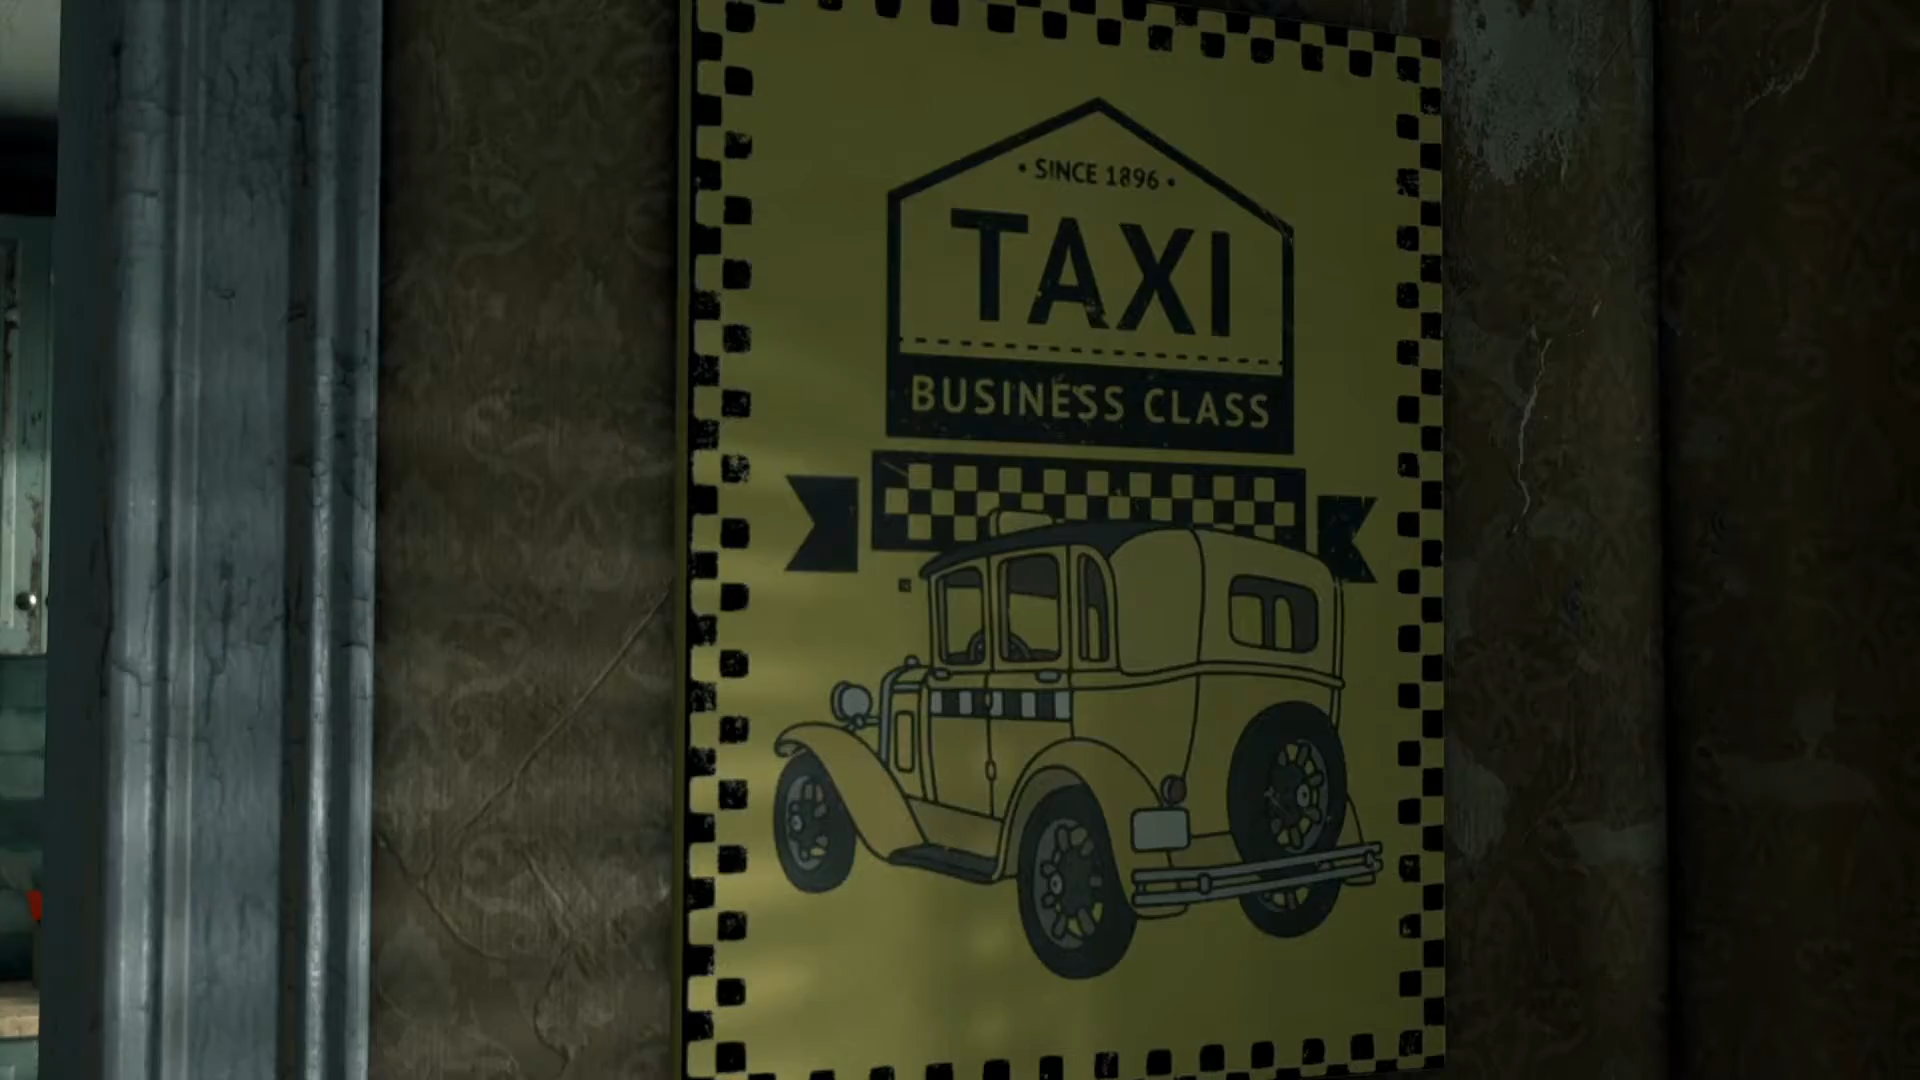 • SINCE 1896 •
TAXI
BUSINESS CLASS